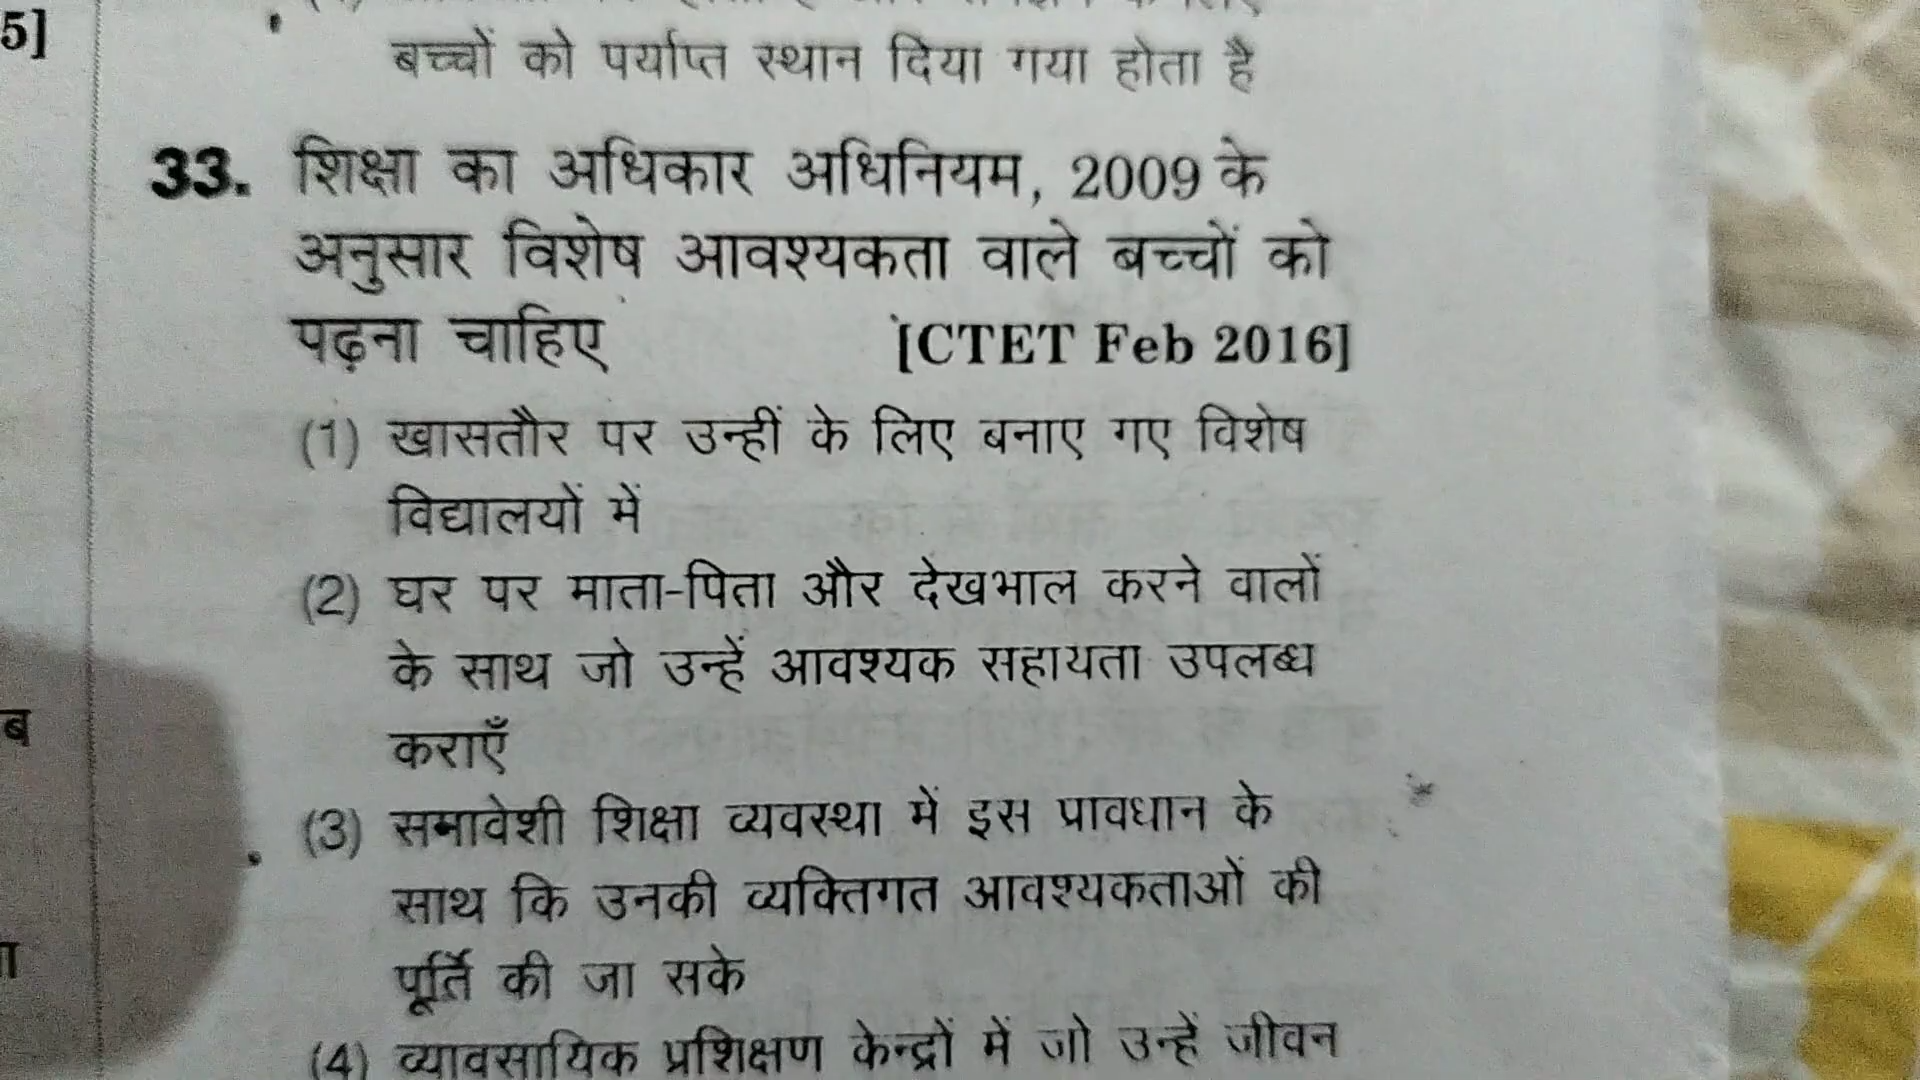 5]
बच्चों को पर्याप्त स्थान दिया गया होता है
33. शिक्षा का अधिकार अधिनियम, 2009 के
अनुसार विशेष आवश्यकता वाले बच्चों को
पढ़ना चाहिए [CTET Feb 2016]
(1) खासतौर पर उन्हीं के लिए बनाए गए विशेष
विद्यालयों में
(2) घर पर माता-पिता और देखभाल करने वालों
के साथ जो उन्हें आवश्यक सहायता उपलब्ध
कराएँ
(3) समावेशी शिक्षा व्यवस्था में इस प्रावधान के
साथ कि उनकी व्यक्तिगत आवश्यकताओं की
पूर्ति की जा सके
(4) व्यावसायिक प्रशिक्षण केन्द्रों में जो उन्हें जीवन
ब